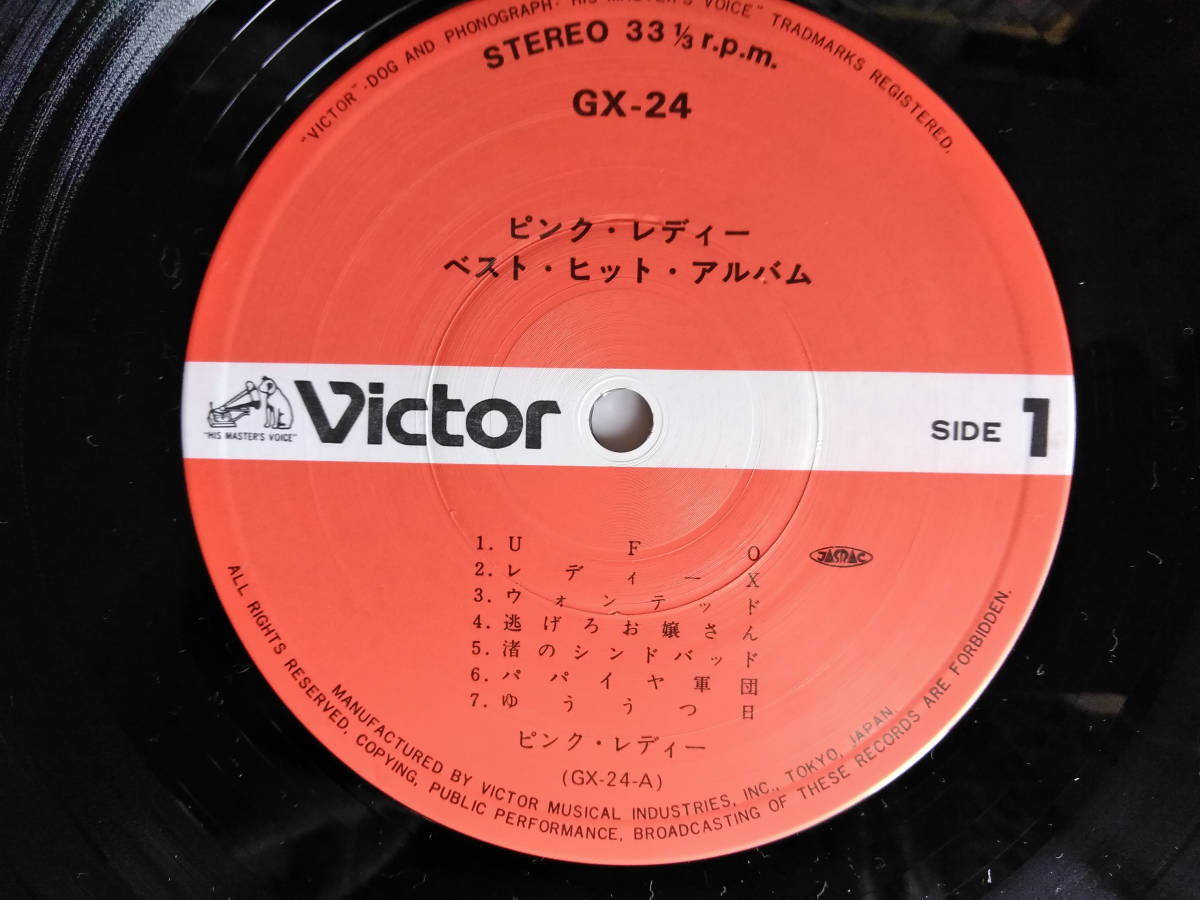 "VICTOR"-DOG AND PHONOGRAPH· "HIS MASTER'S VOICE" TRADMARKS REGISTERED.
STEREO 33 1/3 r.p.m.
GX-24
ピンク・レディー
ベスト・ヒット・アルバム
"HIS MASTER'S VOICE"
Victor
SIDE 1
1. U F O
2. レディーX
3. ウォンテッド
4. 逃げろお嬢さん
5. 渚のシンドバッド
6. パパイヤ軍団
7. ゆううつ日
JASRAC
ピンク・レディー
(GX-24-A)
MANUFACTURED BY VICTOR MUSICAL INDUSTRIES, INC., TOKYO, JAPAN.
ALL RIGHTS RESERVED, COPYING, PUBLIC PERFORMANCE, BROADCASTING OF THESE RECORDS ARE FORBIDDEN.